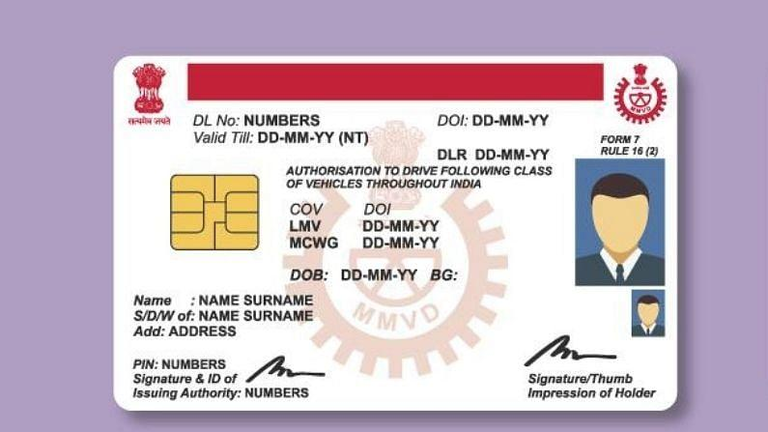 सत्यमेव जयते
DL No: NUMBERS DOI: DD-MM-YY
Valid Till: DD-MM-YY (NT)
FORM 7
RULE 16 (2)
DLR DD-MM-YY
AUTHORISATION TO DRIVE FOLLOWING CLASS
OF VEHICLES THROUGHOUT INDIA
COV DOI
LMV DD-MM-YY
MCWG DD-MM-YY
DOB: DD-MM-YY BG:
MMVD
Name : NAME SURNAME
S/D/W of: NAME SURNAME
Add: ADDRESS
PIN: NUMBERS
Signature & ID of
Issuing Authority: NUMBERS
Signature/Thumb
Impression of Holder